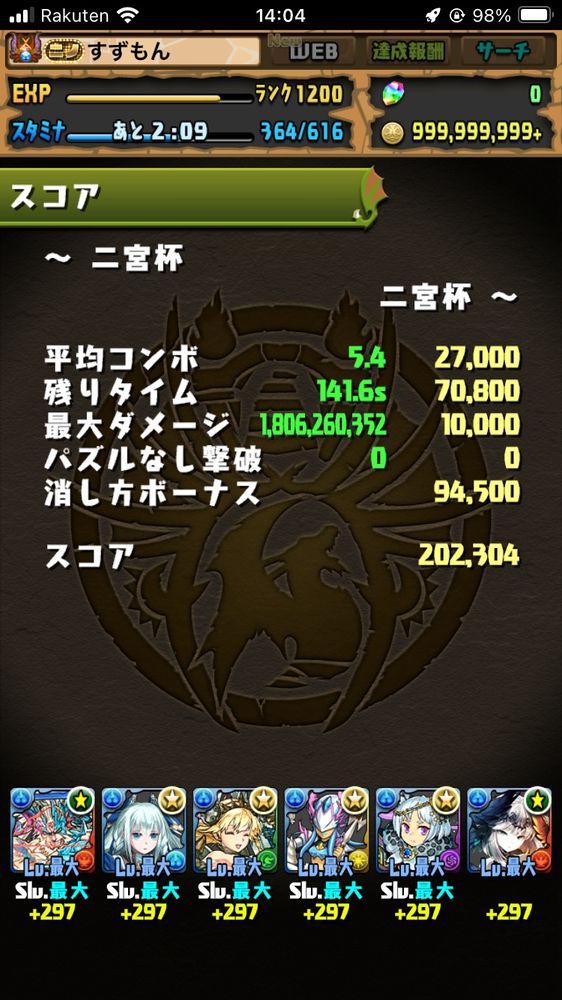 Rakuten 14:04 98%
すずもん New WEB 達成報酬 サーチ
EXP ランク1200 0
スタミナ あと2:09 364/616 999,999,999+
スコア
～ 二宮杯
二宮杯 ～
平均コンボ 5.4 27,000
残りタイム 141.6s 70,800
最大ダメージ 1,806,260,352 10,000
パズルなし撃破 0 0
消し方ボーナス 94,500
スコア 202,304
Lv.最大 Lv.最大 Lv.最大 Lv.最大 Lv.最大 Lv.最大
Slv.最大 Slv.最大 Slv.最大 Slv.最大 Slv.最大
+297 +297 +297 +297 +297 +297